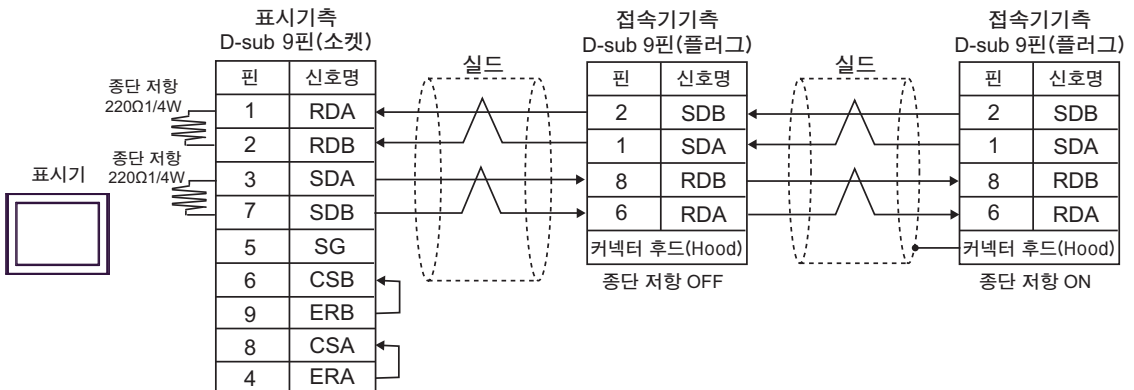 표시기
종단 저항
220Ω1/4W
종단 저항
220Ω1/4W
표시기측
D-sub 9핀(소켓)
핀 신호명
1 RDA
2 RDB
3 SDA
7 SDB
5 SG
6 CSB
9 ERB
8 CSA
4 ERA
실드
접속기기측
D-sub 9핀(플러그)
핀 신호명
2 SDB
1 SDA
8 RDB
6 RDA
커넥터 후드(Hood)
종단 저항 OFF
실드
접속기기측
D-sub 9핀(플러그)
핀 신호명
2 SDB
1 SDA
8 RDB
6 RDA
커넥터 후드(Hood)
종단 저항 ON